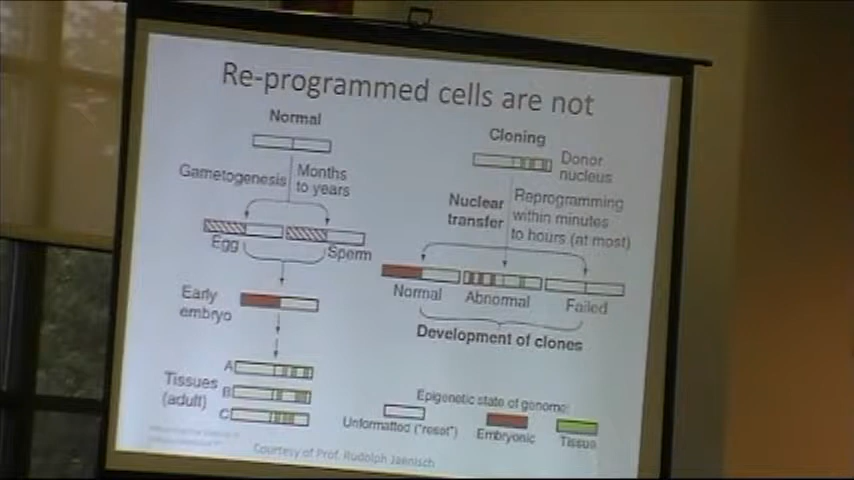 Re-programmed cells are not
Normal
Gametogenesis
Months
to years
Egg
Sperm
Early
embryo
Tissues
(adult)
A
B
C
Cloning
Donor
nucleus
Nuclear
transfer
Reprogramming
within minutes
to hours (at most)
Normal
Abnormal
Failed
Development of clones
Epigenetic state of genome:
Unformatted ("reset")
Embryonic
Tissue
Courtesy of Prof. Rudolph Jaenisch